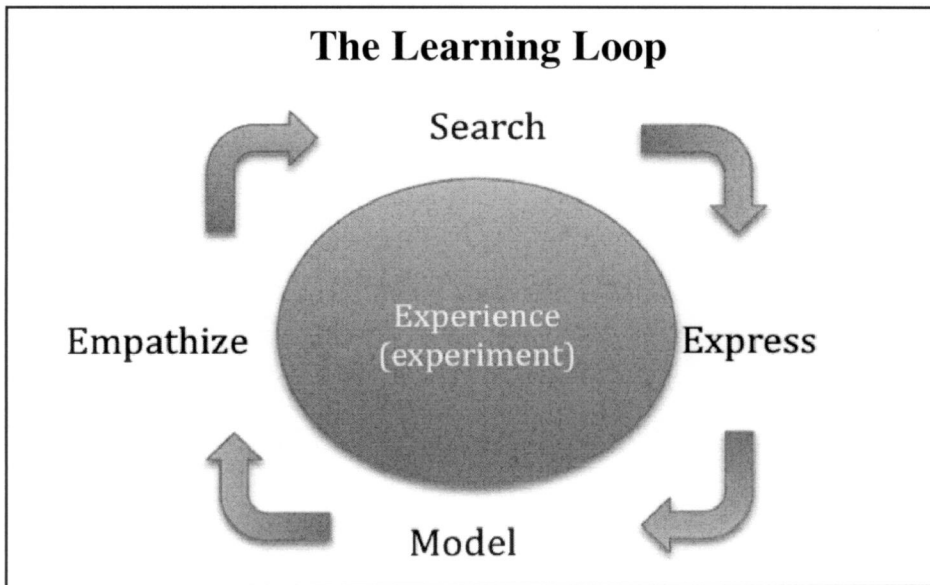 The Learning Loop
Search
Empathize
Experience
(experiment)
Express
Model